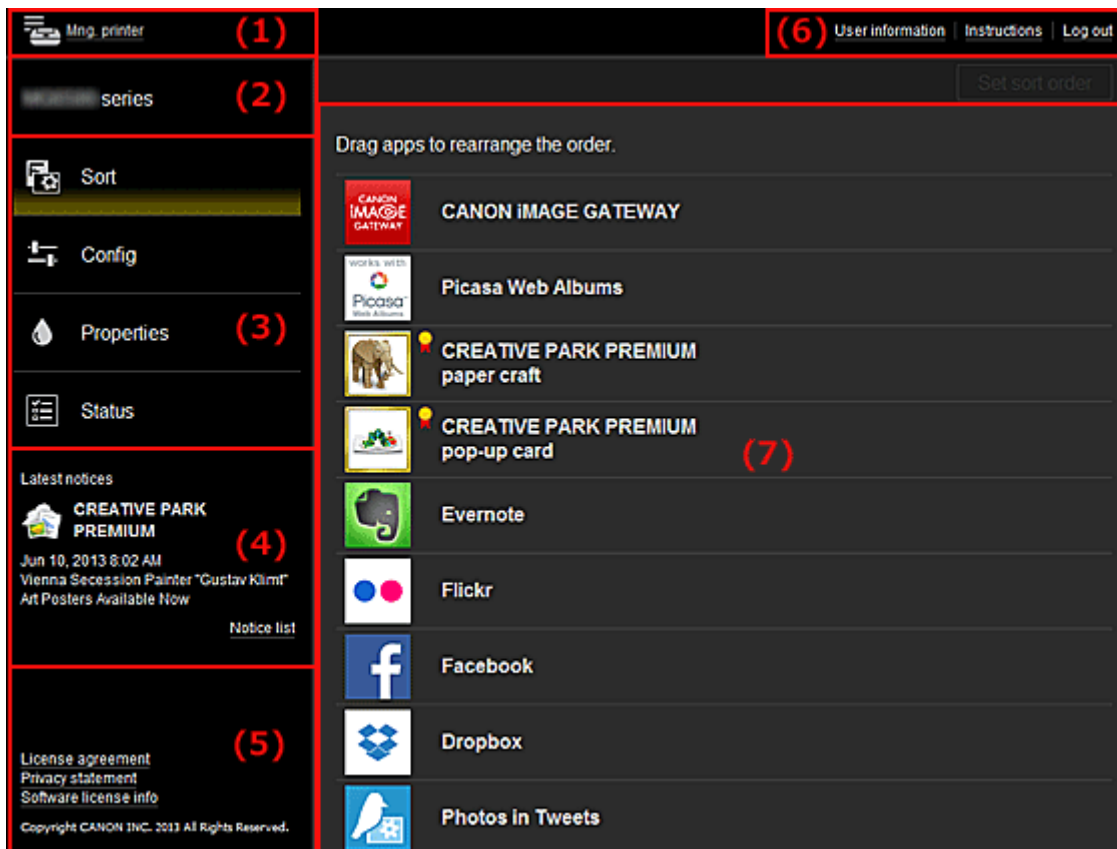 Mng. printer
(1)
(6)
User information
Instructions
Log out
series
(2)
Set sort order
Sort
Config
Properties
(3)
Status
Latest notices
CREATIVE PARK
PREMIUM
(4)
Jun 10, 2013 8:02 AM
Vienna Secession Painter "Gustav Klimt"
Art Posters Available Now
Notice list
(5)
License agreement
Privacy statement
Software license info
Copyright CANON INC. 2013 All Rights Reserved.
Drag apps to rearrange the order.
CANON
iMAGE
GATEWAY
CANON iMAGE GATEWAY
works with
Picasa
Web Albums
Picasa Web Albums
CREATIVE PARK PREMIUM
paper craft
CREATIVE PARK PREMIUM
pop-up card
(7)
Evernote
Flickr
f
Facebook
Dropbox
Photos in Tweets